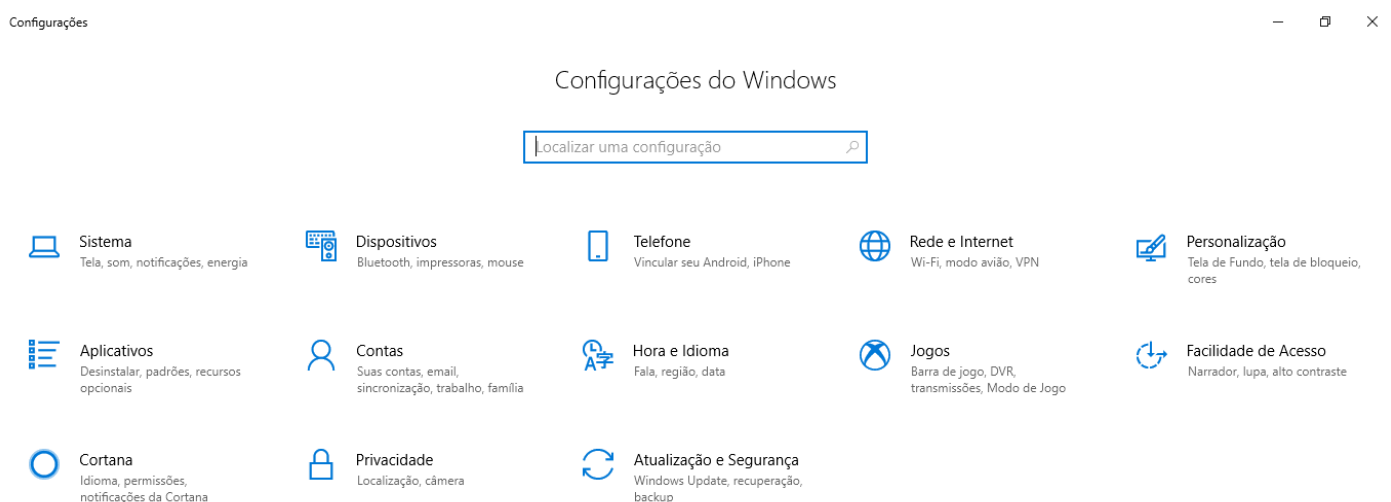 Configurações
Configurações do Windows
Localizar uma configuração
Sistema
Tela, som, notificações, energia
Dispositivos
Bluetooth, impressoras, mouse
Telefone
Vincular seu Android, iPhone
Rede e Internet
Wi-Fi, modo avião, VPN
Personalização
Tela de Fundo, tela de bloqueio,
cores
Aplicativos
Desinstalar, padrões, recursos
opcionais
Contas
Suas contas, email,
sincronização, trabalho, família
Hora e Idioma
Fala, região, data
Jogos
Barra de jogo, DVR,
transmissões, Modo de Jogo
Facilidade de Acesso
Narrador, lupa, alto contraste
Cortana
Idioma, permissões,
notificações da Cortana
Privacidade
Localização, câmera
Atualização e Segurança
Windows Update, recuperação,
backup